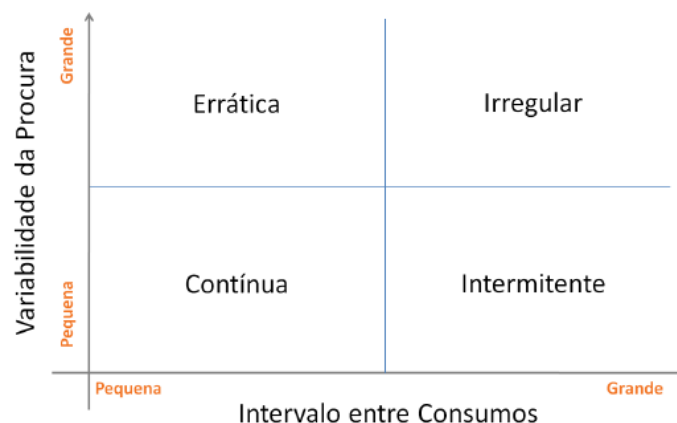 Variabilidade da Procura
Grande
Pequena
Errática
Irregular
Contínua
Intermitente
Pequena
Grande
Intervalo entre Consumos